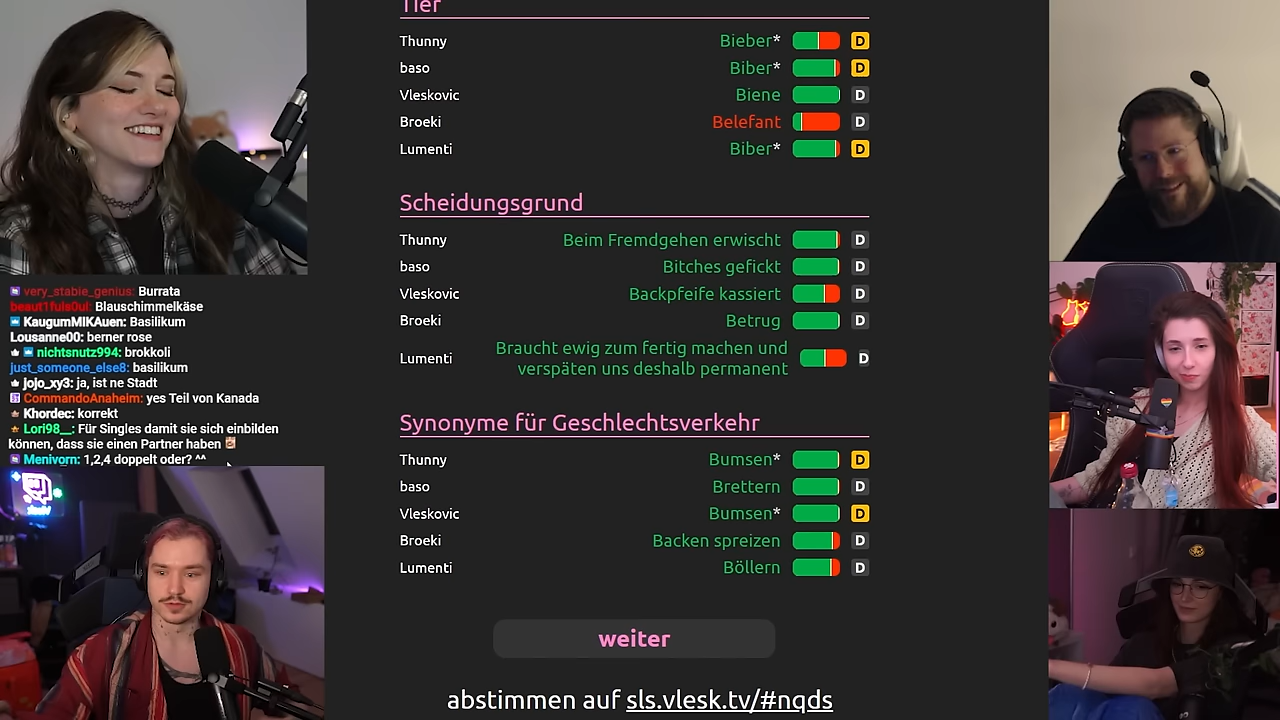 Tier
Thunny Bieber* D
baso Biber* D
Vleskovic Biene D
Broeki Belefant D
Lumenti Biber* D
Scheidungsgrund
Thunny Beim Fremdgehen erwischt D
baso Bitches gefickt D
Vleskovic Backpfeife kassiert D
Broeki Betrug D
Lumenti Braucht ewig zum fertig machen und
verspäten uns deshalb permanent D
Synonyme für Geschlechtsverkehr
Thunny Bumsen* D
baso Brettern D
Vleskovic Bumsen* D
Broeki Backen spreizen D
Lumenti Böllern D
weiter
abstimmen auf sls.vlesk.tv/#nqds
very_stable_genius: Burrata
beaut1fuls0ul: Blauschimmelkäse
KaugumMIKAuen: Basilikum
Lousanne00: berner rose
nichtsnutz994: brokkoli
just_someone_else8: basilikum
jojo_xy3: ja, ist ne Stadt
CommandoAnaheim: yes Teil von Kanada
Khordec: korrekt
Lori98__: Für Singles damit sie sich einbilden
können, dass sie einen Partner haben
Menivorn: 1,2,4 doppelt oder? ^^